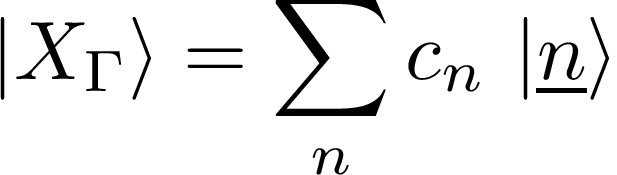 |X_Γ⟩ = ∑_n c_n |n̲⟩